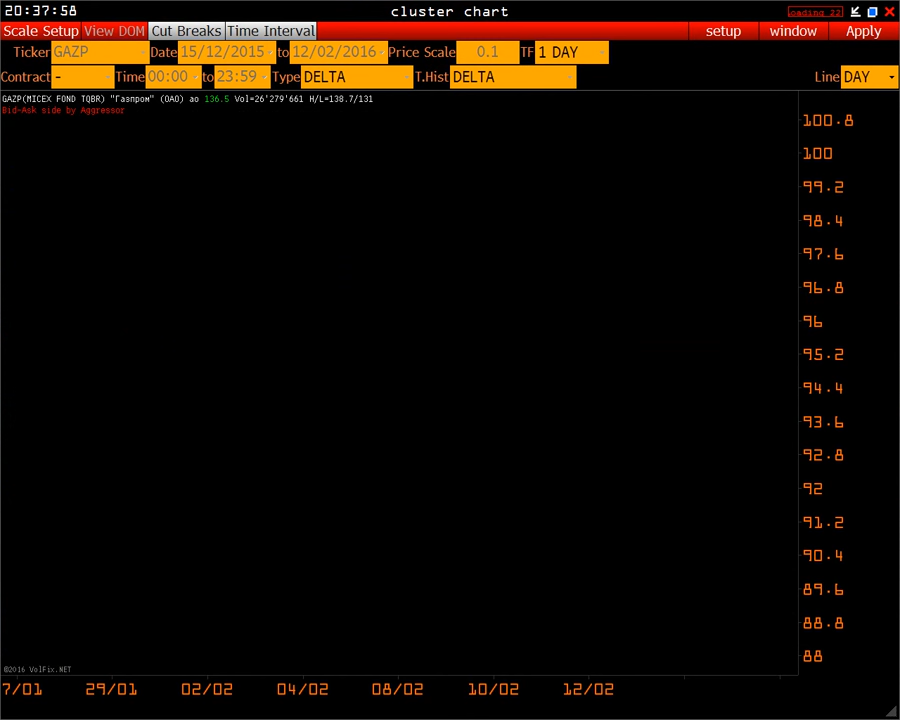 20:37:58 cluster chart loading 22
Scale Setup View DOM Cut Breaks Time Interval setup window Apply
Ticker GAZP Date 15/12/2015 to 12/02/2016 Price Scale 0.1 TF 1 DAY
Contract - Time 00:00 to 23:59 Type DELTA T.Hist DELTA Line DAY
GAZP(MICEX FOND TQBR) "Газпром" (ОАО) ао 136.5 Vol=26'279'661 H/L=138.7/131
Bid-Ask side by Aggressor
100.8
100
99.2
98.4
97.6
96.8
96
95.2
94.4
93.6
92.8
92
91.2
90.4
89.6
88.8
88
©2016 VolFix.NET
7/01 29/01 02/02 04/02 08/02 10/02 12/02